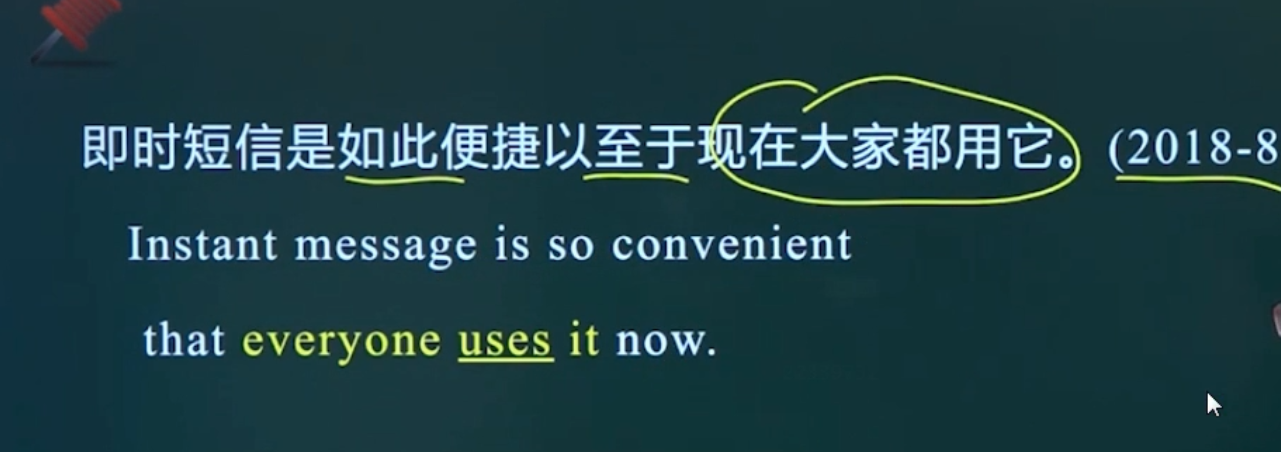 即时短信是如此便捷以至于现在大家都用它。(2018-8
Instant message is so convenient
that everyone uses it now.